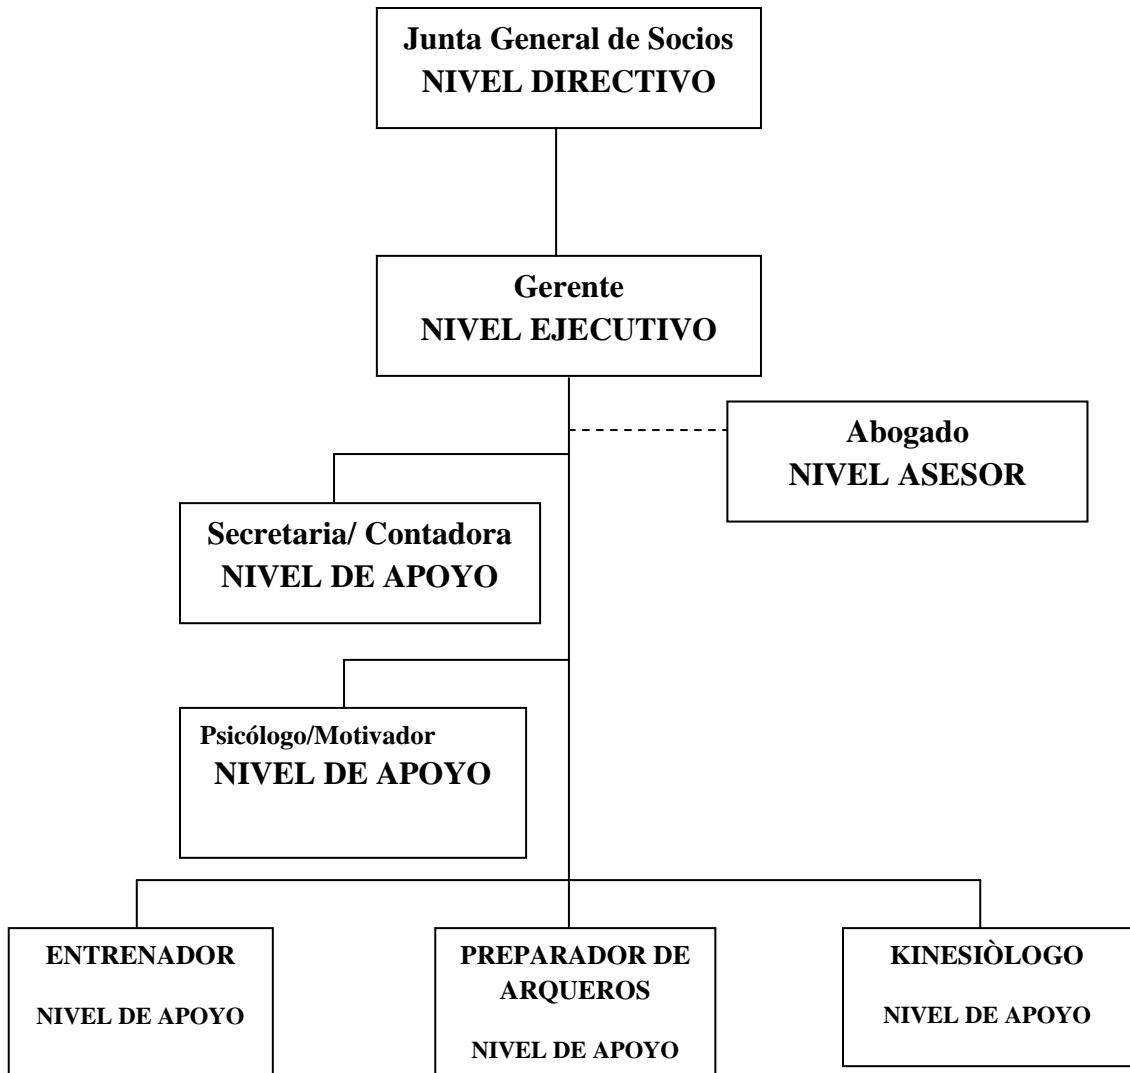 Junta General de Socios
NIVEL DIRECTIVO
Gerente
NIVEL EJECUTIVO
Abogado
NIVEL ASESOR
Secretaria/ Contadora
NIVEL DE APOYO
Psicólogo/Motivador
NIVEL DE APOYO
ENTRENADOR
NIVEL DE APOYO
PREPARADOR DE
ARQUEROS
NIVEL DE APOYO
KINESIÒLOGO
NIVEL DE APOYO